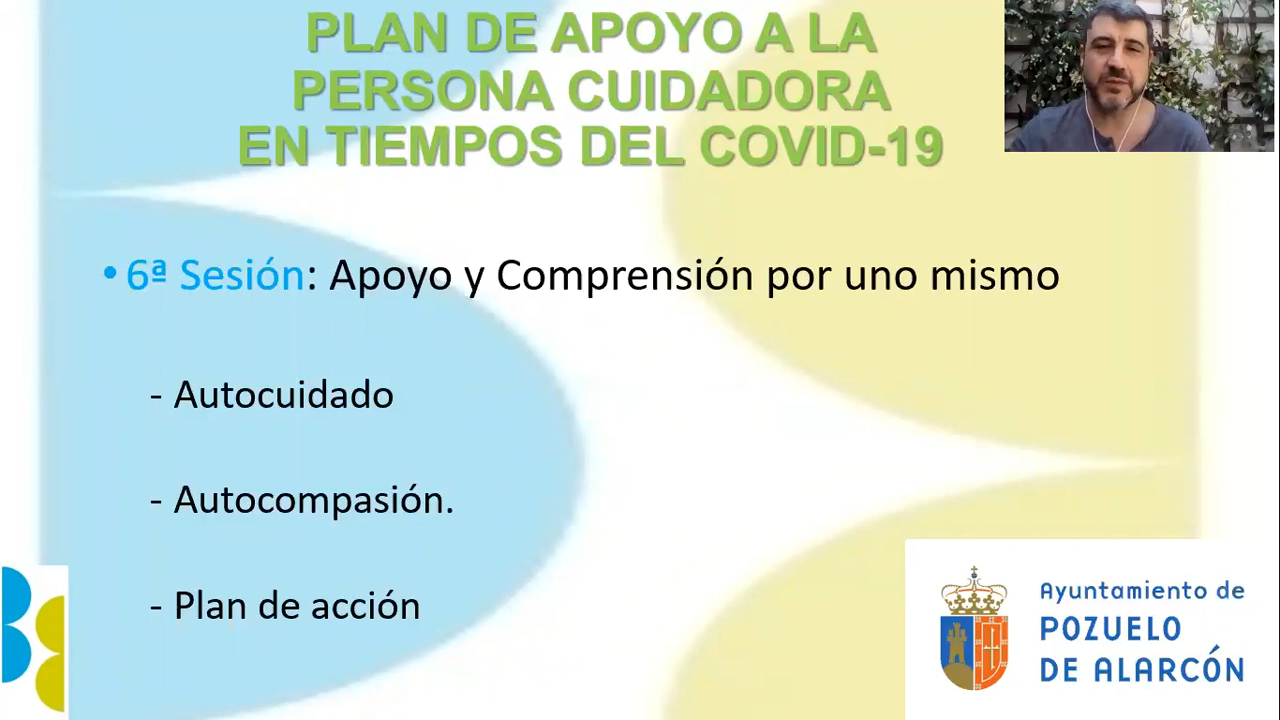 PLAN DE APOYO A LA
PERSONA CUIDADORA
EN TIEMPOS DEL COVID-19
• 6ª Sesión: Apoyo y Comprensión por uno mismo
- Autocuidado
- Autocompasión.
- Plan de acción
Ayuntamiento de
POZUELO
DE ALARCÓN